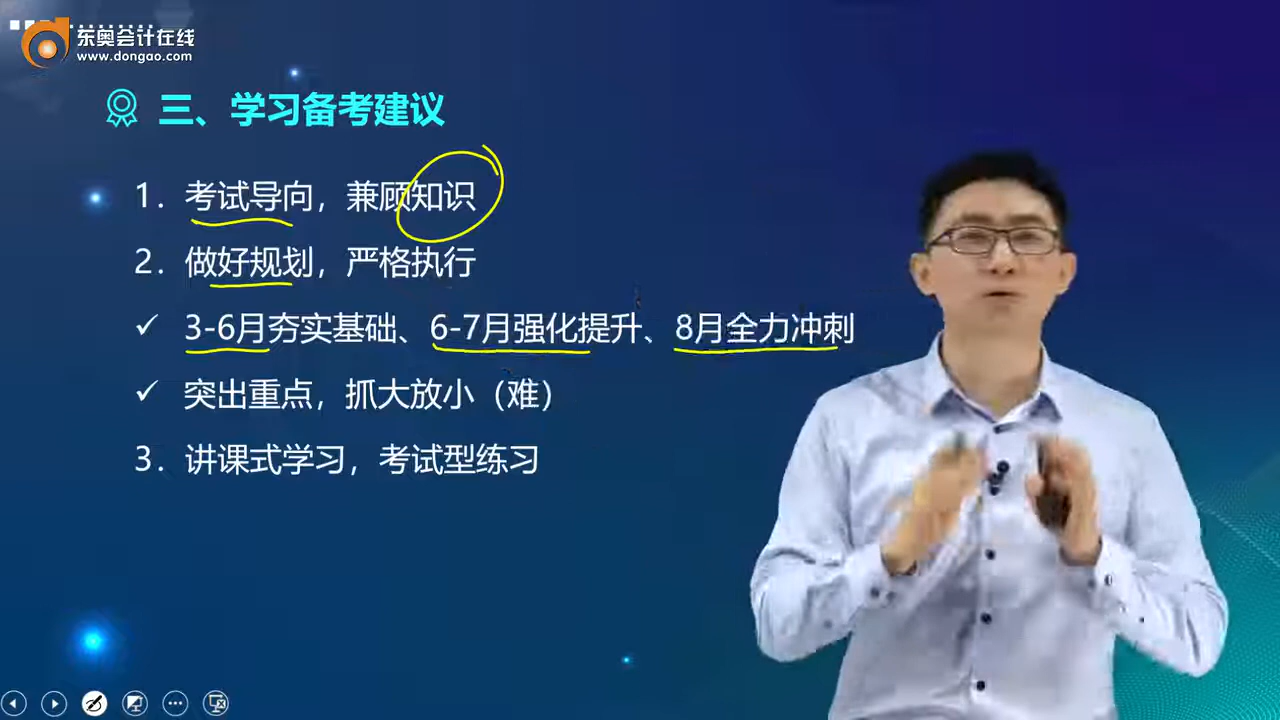 东奥会计在线
www.dongao.com
三、学习备考建议
1. 考试导向，兼顾知识
2. 做好规划，严格执行
✓ 3-6月夯实基础、6-7月强化提升、8月全力冲刺
✓ 突出重点，抓大放小（难）
3. 讲课式学习，考试型练习